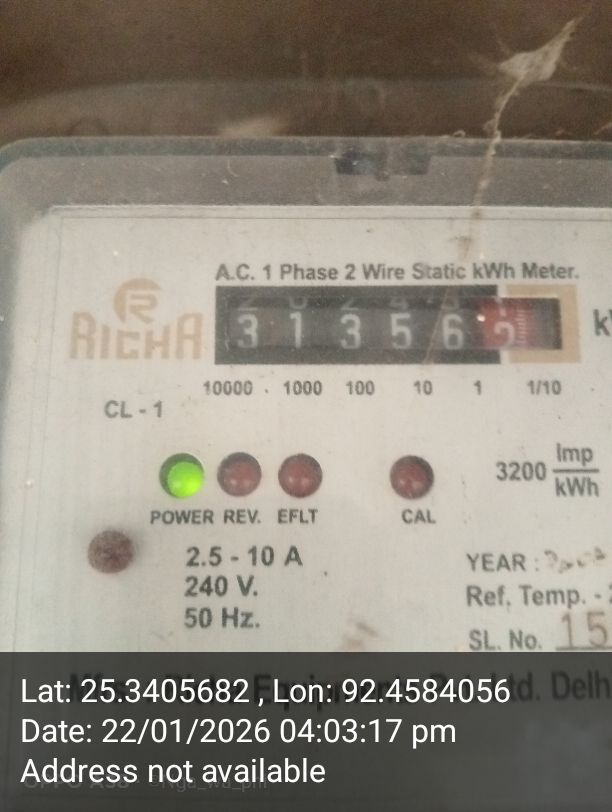 A.C. 1 Phase 2 Wire Static kWh Meter.
RICHA
3 1 3 5 6 2
10000 . 1000 100 10 1 1/10
CL - 1
3200 Imp/kWh
POWER REV. EFLT CAL
2.5 - 10 A
240 V.
50 Hz.
YEAR :
Ref. Temp. -
SL. No. 15
Ltd. Delh
Lat: 25.3405682 , Lon: 92.4584056
Date: 22/01/2026 04:03:17 pm
Address not available